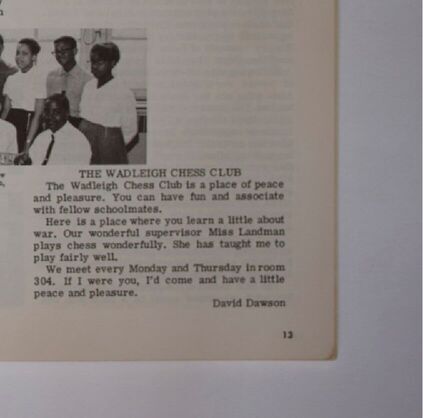 THE WADLEIGH CHESS CLUB
The Wadleigh Chess Club is a place of peace
and pleasure. You can have fun and associate
with fellow schoolmates.
Here is a place where you learn a little about
war. Our wonderful supervisor Miss Landman
plays chess wonderfully. She has taught me to
play fairly well.
We meet every Monday and Thursday in room
304. If I were you, I'd come and have a little
peace and pleasure.
David Dawson
13